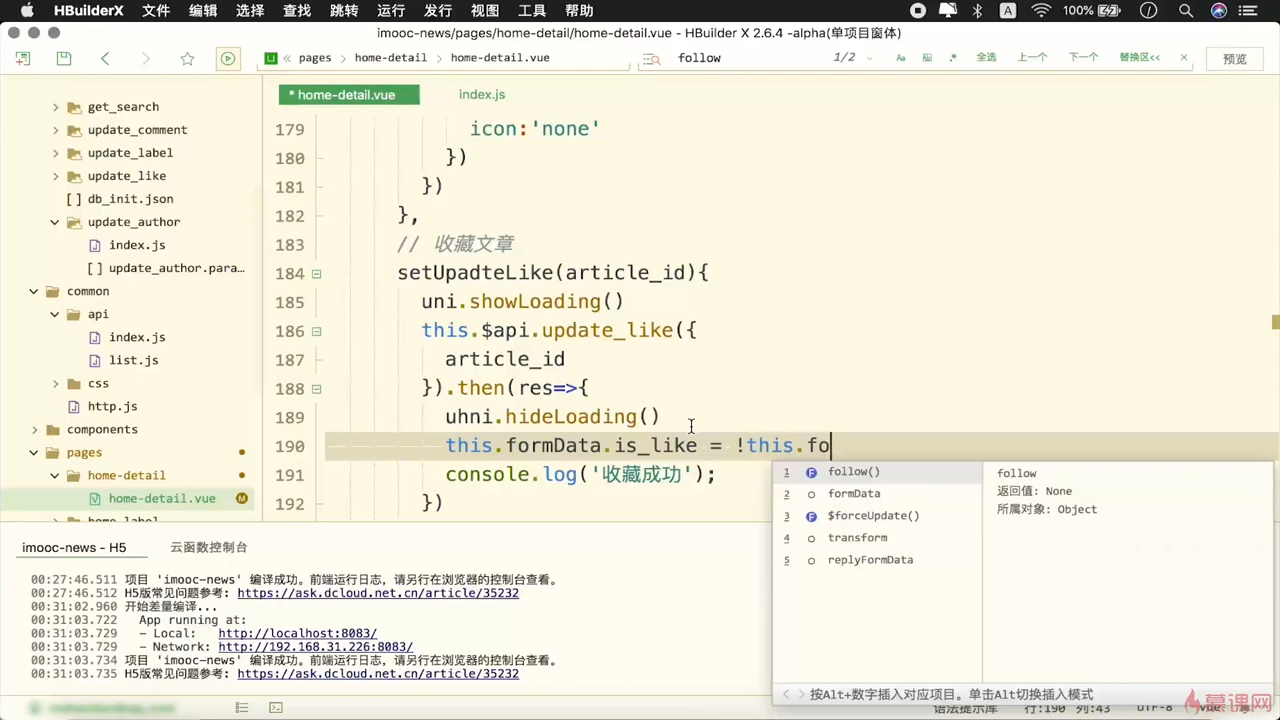 HBuilderX 文件 编辑 选择 查找 跳转 运行 发行 视图 工具 帮助 100%
imooc-news/pages/home-detail/home-detail.vue - HBuilder X 2.6.4 -alpha(单项目窗体)
pages home-detail home-detail.vue follow 1/2 Aa .* 全选 上一个 下一个 替换区<< 预览
* home-detail.vue index.js
get_search
update_comment
update_label
update_like
db_init.json
update_author
index.js
update_author.para…
common
api
index.js
list.js
css
http.js
components
pages
home-detail
home-detail.vue M
179 icon:'none'
180 })
181 })
182 },
183 // 收藏文章
184 setUpadteLike(article_id){
185 uni.showLoading()
186 this.$api.update_like({
187 article_id
188 }).then(res=>{
189 uhni.hideLoading()
190 this.formData.is_like = !this.fo
191 console.log('收藏成功');
192 })
1 F follow()
2 formData
3 F $forceUpdate()
4 transform
5 replyFormData
follow
返回值: None
所属对象: Object
按Alt+数字插入对应项目。单击Alt切换插入模式
imooc-news - H5 云函数控制台
00:27:46.511 项目 'imooc-news' 编译成功。前端运行日志，请另行在浏览器的控制台查看。
00:27:46.512 H5版常见问题参考: https://ask.dcloud.net.cn/article/35232
00:31:02.960 开始差量编译...
00:31:03.722 App running at:
00:31:03.729 - Local: http://localhost:8083/
00:31:03.729 - Network: http://192.168.31.226:8083/
00:31:03.734 项目 'imooc-news' 编译成功。前端运行日志，请另行在浏览器的控制台查看。
00:31:03.735 H5版常见问题参考: https://ask.dcloud.net.cn/article/35232
语法提示库 行:190 列:43 UTF-8 vue
慕课网